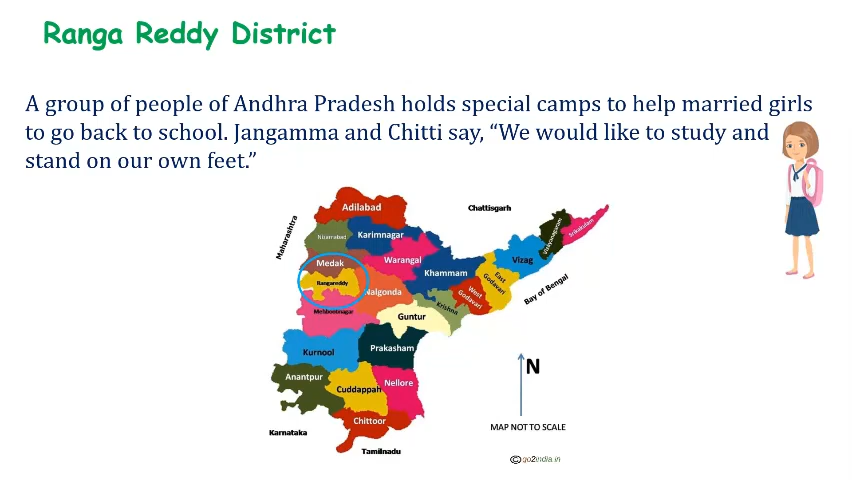 Ranga Reddy District
A group of people of Andhra Pradesh holds special camps to help married girls
to go back to school. Jangamma and Chitti say, “We would like to study and
stand on our own feet.”
Adilabad
Chattisgarh
Maharashtra
Nizamabad
Karimnagar
Vizianagaram
Srikakulam
Medak
Warangal
Khammam
Vizag
East
Godavari
Rangareddy
Nalgonda
West
Godavari
Bay of Bengal
Mehboobnagar
Krishna
Guntur
Kurnool
Prakasham
N
Anantpur
Cuddappah
Nellore
Chittoor
MAP NOT TO SCALE
Karnataka
Tamilnadu
© go2india.in